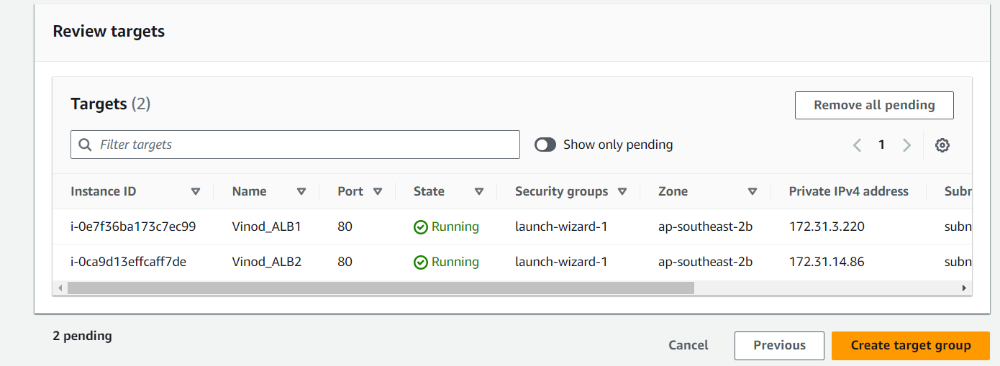 Review targets
Targets (2)
Remove all pending
Filter targets
Show only pending
1
Instance ID Name Port State Security groups Zone Private IPv4 address Subr
i-0e7f36ba173c7ec99 Vinod_ALB1 80 Running launch-wizard-1 ap-southeast-2b 172.31.3.220 subn
i-0ca9d13effcaff7de Vinod_ALB2 80 Running launch-wizard-1 ap-southeast-2b 172.31.14.86 subn
2 pending
Cancel Previous Create target group